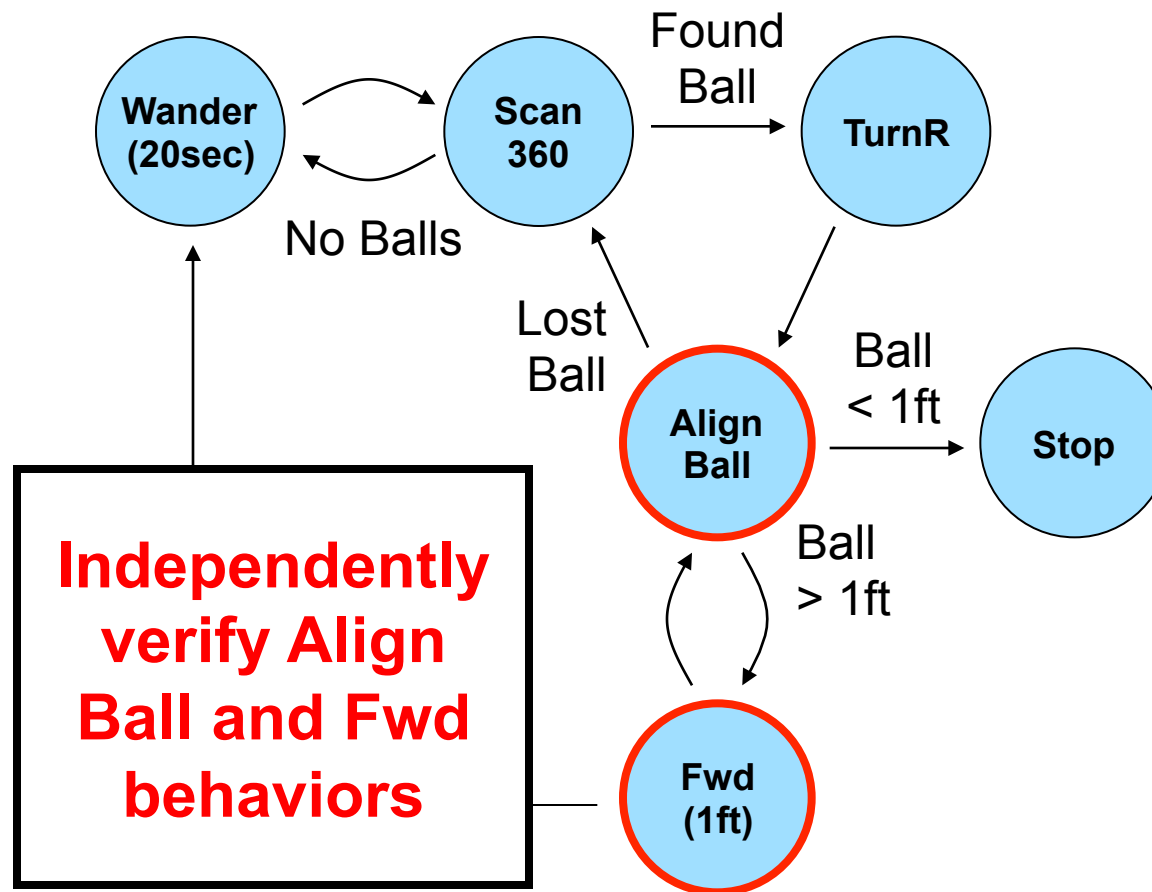 Found
Ball
Wander
(20sec)
Scan
360
TurnR
No Balls
Lost
Ball
Ball
< 1ft
Align
Ball
Stop
Independently
verify Align
Ball and Fwd
behaviors
Ball
> 1ft
Fwd
(1ft)